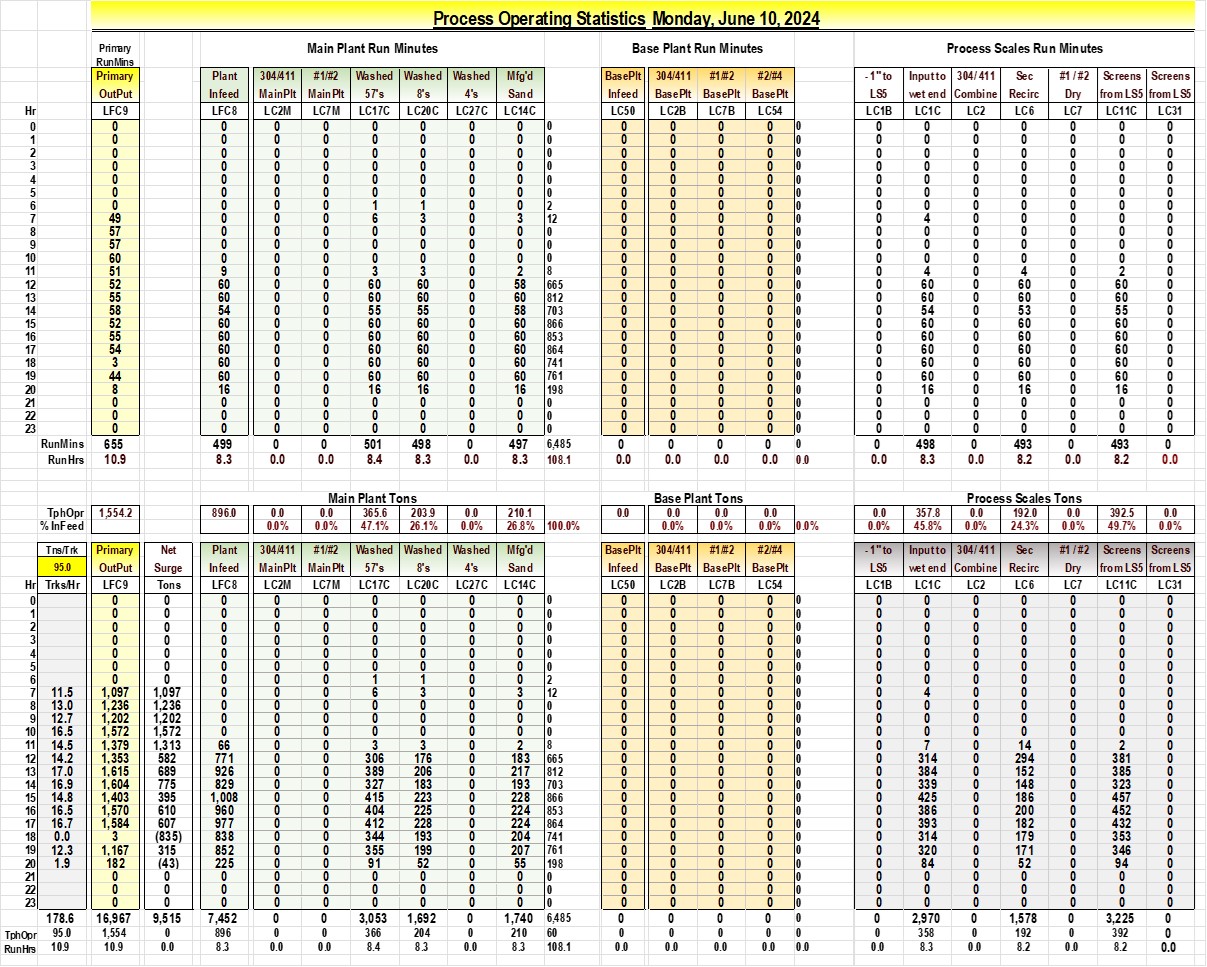 Process Operating Statistics Monday, June 10, 2024
Primary Main Plant Run Minutes Base Plant Run Minutes Process Scales Run Minutes
RunMins
Primary Plant 304/411 #1/#2 Washed Washed Washed Mfg'd BasePlt 304/411 #1/#2 #2/#4 - 1" to Input to 304/ 411 Sec #1 / #2 Screens Screens
OutPut Infeed MainPlt MainPlt 57's 8's 4's Sand Infeed BasePlt BasePlt BasePlt LS5 wet end Combine Recirc Dry from LS5 from LS5
Hr LFC9 LFC8 LC2M LC7M LC17C LC20C LC27C LC14C LC50 LC2B LC7B LC54 LC1B LC1C LC2 LC6 LC7 LC11C LC31
0 0 0 0 0 0 0 0 0 0 0 0 0 0 0 0 0 0 0 0 0 0
1 0 0 0 0 0 0 0 0 0 0 0 0 0 0 0 0 0 0 0 0 0
2 0 0 0 0 0 0 0 0 0 0 0 0 0 0 0 0 0 0 0 0 0
3 0 0 0 0 0 0 0 0 0 0 0 0 0 0 0 0 0 0 0 0 0
4 0 0 0 0 0 0 0 0 0 0 0 0 0 0 0 0 0 0 0 0 0
5 0 0 0 0 0 0 0 0 0 0 0 0 0 0 0 0 0 0 0 0 0
6 0 0 0 0 1 1 0 0 2 0 0 0 0 0 0 0 0 0 0 0 0
7 49 0 0 0 6 3 0 3 12 0 0 0 0 0 0 4 0 0 0 0 0
8 57 0 0 0 0 0 0 0 0 0 0 0 0 0 0 0 0 0 0 0 0
9 57 0 0 0 0 0 0 0 0 0 0 0 0 0 0 0 0 0 0 0 0
10 60 0 0 0 0 0 0 0 0 0 0 0 0 0 0 0 0 0 0 0 0
11 51 9 0 0 3 3 0 2 8 0 0 0 0 0 0 4 0 4 0 2 0
12 52 60 0 0 60 60 0 58 665 0 0 0 0 0 0 60 0 60 0 60 0
13 55 60 0 0 60 60 0 60 812 0 0 0 0 0 0 60 0 60 0 60 0
14 58 54 0 0 55 55 0 58 703 0 0 0 0 0 0 54 0 53 0 55 0
15 52 60 0 0 60 60 0 60 866 0 0 0 0 0 0 60 0 60 0 60 0
16 55 60 0 0 60 60 0 60 853 0 0 0 0 0 0 60 0 60 0 60 0
17 54 60 0 0 60 60 0 60 864 0 0 0 0 0 0 60 0 60 0 60 0
18 3 60 0 0 60 60 0 60 741 0 0 0 0 0 0 60 0 60 0 60 0
19 44 60 0 0 60 60 0 60 761 0 0 0 0 0 0 60 0 60 0 60 0
20 8 16 0 0 16 16 0 16 198 0 0 0 0 0 0 16 0 16 0 16 0
21 0 0 0 0 0 0 0 0 0 0 0 0 0 0 0 0 0 0 0 0 0
22 0 0 0 0 0 0 0 0 0 0 0 0 0 0 0 0 0 0 0 0 0
23 0 0 0 0 0 0 0 0 0 0 0 0 0 0 0 0 0 0 0 0 0
RunMins 655 499 0 0 501 498 0 497 6,485 0 0 0 0 0 0 498 0 493 0 493 0
RunHrs 10.9 8.3 0.0 0.0 8.4 8.3 0.0 8.3 108.1 0.0 0.0 0.0 0.0 0.0 0.0 8.3 0.0 8.2 0.0 8.2 0.0
Main Plant Tons Base Plant Tons Process Scales Tons
TphOpr 1,554.2 896.0 0.0 0.0 365.6 203.9 0.0 210.1 0.0 0.0 0.0 0.0 0.0 357.8 0.0 192.0 0.0 392.5 0.0
% InFeed 0.0% 0.0% 47.1% 26.1% 0.0% 26.8% 100.0% 0.0% 0.0% 0.0% 0.0% 0.0% 45.8% 0.0% 24.3% 0.0% 49.7% 0.0%
Tns/Trk Primary Net Plant 304/411 #1/#2 Washed Washed Washed Mfg'd BasePlt 304/411 #1/#2 #2/#4 - 1" to Input to 304/ 411 Sec #1 / #2 Screens Screens
95.0 OutPut Surge Infeed MainPlt MainPlt 57's 8's 4's Sand Infeed BasePlt BasePlt BasePlt LS5 wet end Combine Recirc Dry from LS5 from LS5
Hr Trks/Hr LFC9 Tons LFC8 LC2M LC7M LC17C LC20C LC27C LC14C LC50 LC2B LC7B LC54 LC1B LC1C LC2 LC6 LC7 LC11C LC31
0 0 0 0 0 0 0 0 0 0 0 0 0 0 0 0 0 0 0 0 0 0 0
1 0 0 0 0 0 0 0 0 0 0 0 0 0 0 0 0 0 0 0 0 0 0
2 0 0 0 0 0 0 0 0 0 0 0 0 0 0 0 0 0 0 0 0 0 0
3 0 0 0 0 0 0 0 0 0 0 0 0 0 0 0 0 0 0 0 0 0 0
4 0 0 0 0 0 0 0 0 0 0 0 0 0 0 0 0 0 0 0 0 0 0
5 0 0 0 0 0 0 0 0 0 0 0 0 0 0 0 0 0 0 0 0 0 0
6 0 0 0 0 0 1 1 0 0 2 0 0 0 0 0 0 0 0 0 0 0 0
7 11.5 1,097 1,097 0 0 0 6 3 0 3 12 0 0 0 0 0 0 4 0 0 0 0 0
8 13.0 1,236 1,236 0 0 0 0 0 0 0 0 0 0 0 0 0 0 0 0 0 0 0 0
9 12.7 1,202 1,202 0 0 0 0 0 0 0 0 0 0 0 0 0 0 0 0 0 0 0 0
10 16.5 1,572 1,572 0 0 0 0 0 0 0 0 0 0 0 0 0 0 0 0 0 0 0 0
11 14.5 1,379 1,313 66 0 0 3 3 0 2 8 0 0 0 0 0 0 7 0 14 0 2 0
12 14.2 1,353 582 771 0 0 306 176 0 183 665 0 0 0 0 0 0 314 0 294 0 381 0
13 17.0 1,615 689 926 0 0 389 206 0 217 812 0 0 0 0 0 0 384 0 152 0 385 0
14 16.9 1,604 775 829 0 0 327 183 0 193 703 0 0 0 0 0 0 339 0 148 0 323 0
15 14.8 1,403 395 1,008 0 0 415 223 0 228 866 0 0 0 0 0 0 425 0 186 0 457 0
16 16.5 1,570 610 960 0 0 404 225 0 224 853 0 0 0 0 0 0 386 0 200 0 452 0
17 16.7 1,584 607 977 0 0 412 228 0 224 864 0 0 0 0 0 0 393 0 182 0 432 0
18 0.0 3 (835) 838 0 0 344 193 0 204 741 0 0 0 0 0 0 314 0 179 0 353 0
19 12.3 1,167 315 852 0 0 355 199 0 207 761 0 0 0 0 0 0 320 0 171 0 346 0
20 1.9 182 (43) 225 0 0 91 52 0 55 198 0 0 0 0 0 0 84 0 52 0 94 0
21 0 0 0 0 0 0 0 0 0 0 0 0 0 0 0 0 0 0 0 0 0 0
22 0 0 0 0 0 0 0 0 0 0 0 0 0 0 0 0 0 0 0 0 0 0
23 0 0 0 0 0 0 0 0 0 0 0 0 0 0 0 0 0 0 0 0 0 0
178.6 16,967 9,515 7,452 0 0 3,053 1,692 0 1,740 6,485 0 0 0 0 0 0 2,970 0 1,578 0 3,225 0
TphOpr 95.0 1,554 0 896 0 0 366 204 0 210 60 0 0 0 0 0 0 358 0 192 0 392 0
RunHrs 10.9 10.9 0.0 8.3 0.0 0.0 8.4 8.3 0.0 8.3 108.1 0.0 0.0 0.0 0.0 0.0 0.0 8.3 0.0 8.2 0.0 8.2 0.0